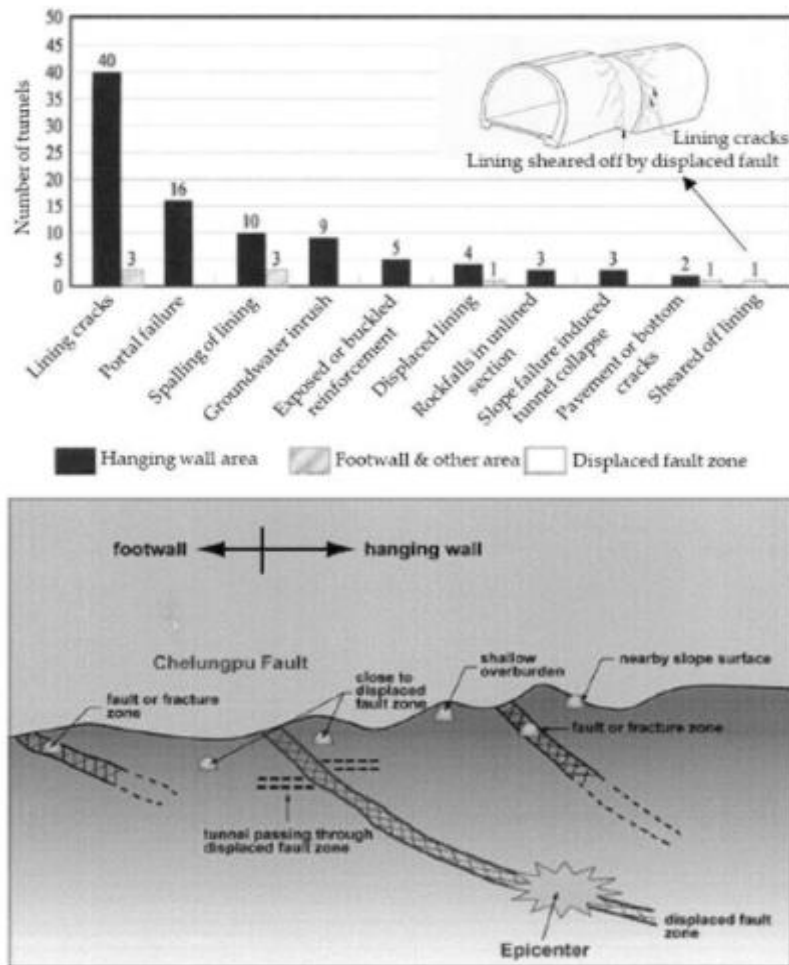 50
45
40
35
30
25
20
15
10
5
0
Number of tunnels
40
3
16
10
3
9
5
4
1
3
3
2
1
1
Lining cracks
Lining sheared off by displaced fault
Lining cracks
Portal failure
Spalling of lining
Groundwater inrush
Exposed or buckled
reinforcement
Displaced lining
Rockfalls in unlined
section
Slope failure induced
tunnel collapse
Pavement or bottom
cracks
Sheared off lining
Hanging wall area
Footwall & other area
Displaced fault zone
footwall
hanging wall
Chelungpu Fault
fault or fracture
zone
close to
displaced
fault zone
shallow
overburden
nearby slope surface
fault or fracture zone
tunnel passing through
displaced fault zone
Epicenter
displaced fault
zone